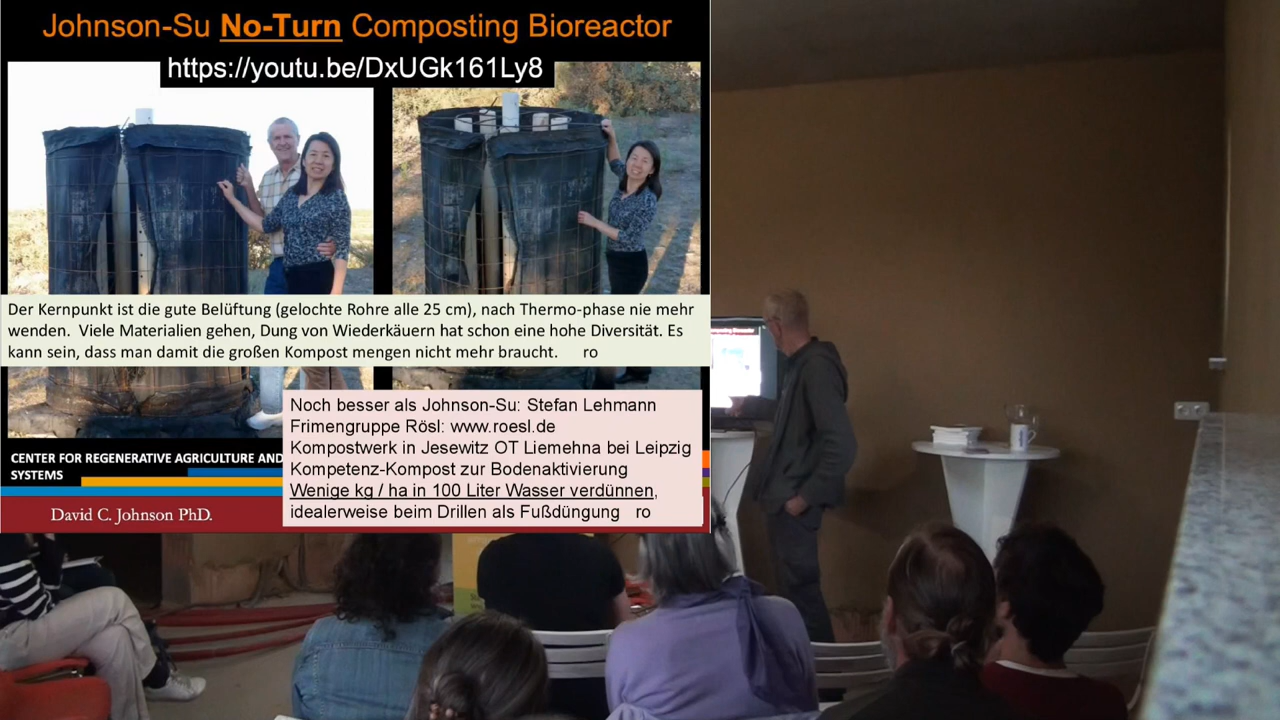 Johnson-Su No-Turn Composting Bioreactor
https://youtu.be/DxUGk161Ly8
Der Kernpunkt ist die gute Belüftung (gelochte Rohre alle 25 cm), nach Thermo-phase nie mehr
wenden. Viele Materialien gehen, Dung von Wiederkäuern hat schon eine hohe Diversität. Es
kann sein, dass man damit die großen Kompost mengen nicht mehr braucht. ro
Noch besser als Johnson-Su: Stefan Lehmann
Frimengruppe Rösl: www.roesl.de
Kompostwerk in Jesewitz OT Liemehna bei Leipzig
Kompetenz-Kompost zur Bodenaktivierung
Wenige kg / ha in 100 Liter Wasser verdünnen,
idealerweise beim Drillen als Fußdüngung ro
CENTER FOR REGENERATIVE AGRICULTURE AND
SYSTEMS
David C. Johnson PhD.